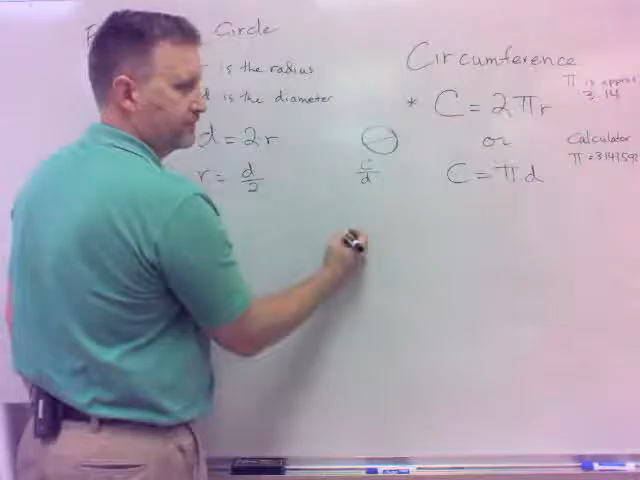 Circle
r is the radius
d is the diameter
d = 2r
r = d/2
C/d
Circumference
* C = 2πr
or
C = πd
π is approx
3.14
Calculator
π = 3.141592